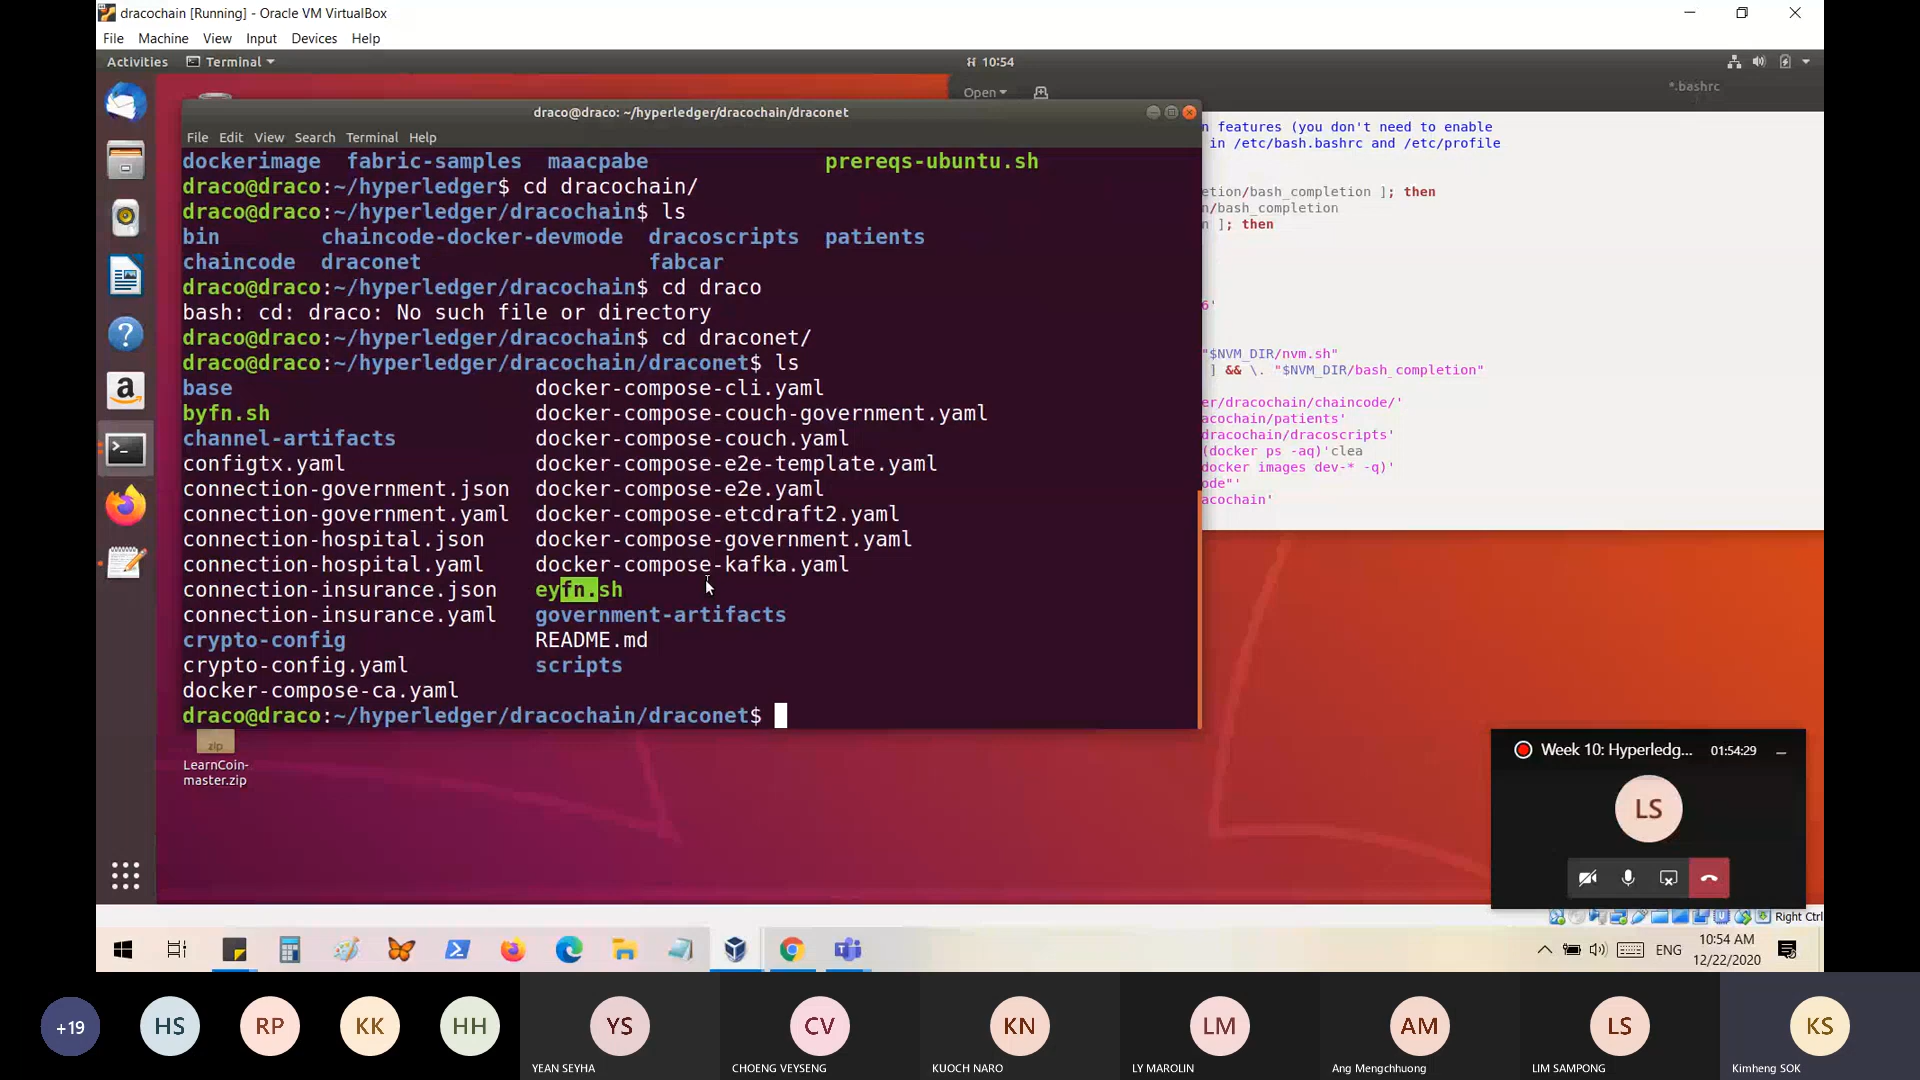 dracochain [Running] - Oracle VM VirtualBox
File Machine View Input Devices Help
Activities Terminal 10:54
Open *.bashrc
draco@draco: ~/hyperledger/dracochain/draconet
File Edit View Search Terminal Help
dockerimage fabric-samples maacpabe prereqs-ubuntu.sh
draco@draco:~/hyperledger$ cd dracochain/
draco@draco:~/hyperledger/dracochain$ ls
bin chaincode-docker-devmode dracoscripts patients
chaincode draconet fabcar
draco@draco:~/hyperledger/dracochain$ cd draco
bash: cd: draco: No such file or directory
draco@draco:~/hyperledger/dracochain$ cd draconet/
draco@draco:~/hyperledger/dracochain/draconet$ ls
base docker-compose-cli.yaml
byfn.sh docker-compose-couch-government.yaml
channel-artifacts docker-compose-couch.yaml
configtx.yaml docker-compose-e2e-template.yaml
connection-government.json docker-compose-e2e.yaml
connection-government.yaml docker-compose-etcdraft2.yaml
connection-hospital.json docker-compose-government.yaml
connection-hospital.yaml docker-compose-kafka.yaml
connection-insurance.json eyfn.sh
connection-insurance.yaml government-artifacts
crypto-config README.md
crypto-config.yaml scripts
docker-compose-ca.yaml
draco@draco:~/hyperledger/dracochain/draconet$
n features (you don't need to enable
in /etc/bash.bashrc and /etc/profile
etion/bash_completion ]; then
n/bash_completion
n ]; then
6'
"$NVM_DIR/nvm.sh"
] && \. "$NVM_DIR/bash_completion"
er/dracochain/chaincode/'
acochain/patients'
dracochain/dracoscripts'
(docker ps -aq)'clea
docker images dev-* -q)'
ode"'
acochain'
zip
LearnCoin-
master.zip
Week 10: Hyperledg... 01:54:29
LS
Right Ctrl
ENG
10:54 AM
12/22/2020
+19 HS RP KK HH YS CV KN LM AM LS KS
YEAN SEYHA CHOENG VEYSENG KUOCH NARO LY MAROLIN Ang Mengchhuong LIM SAMPONG Kimheng SOK